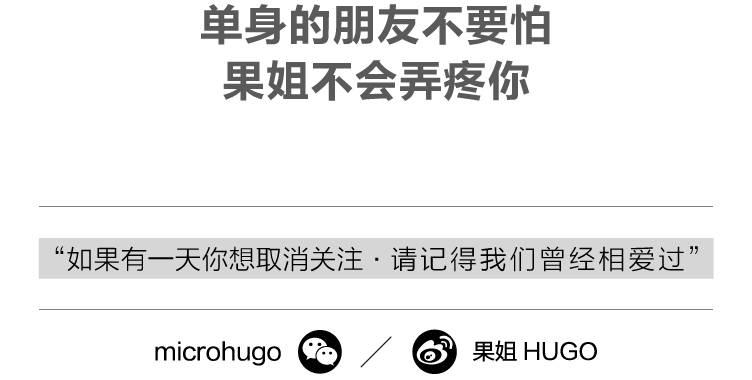 单身的朋友不要怕
果姐不会弄疼你
“如果有一天你想取消关注·请记得我们曾经相爱过”
microhugo / 果姐 HUGO